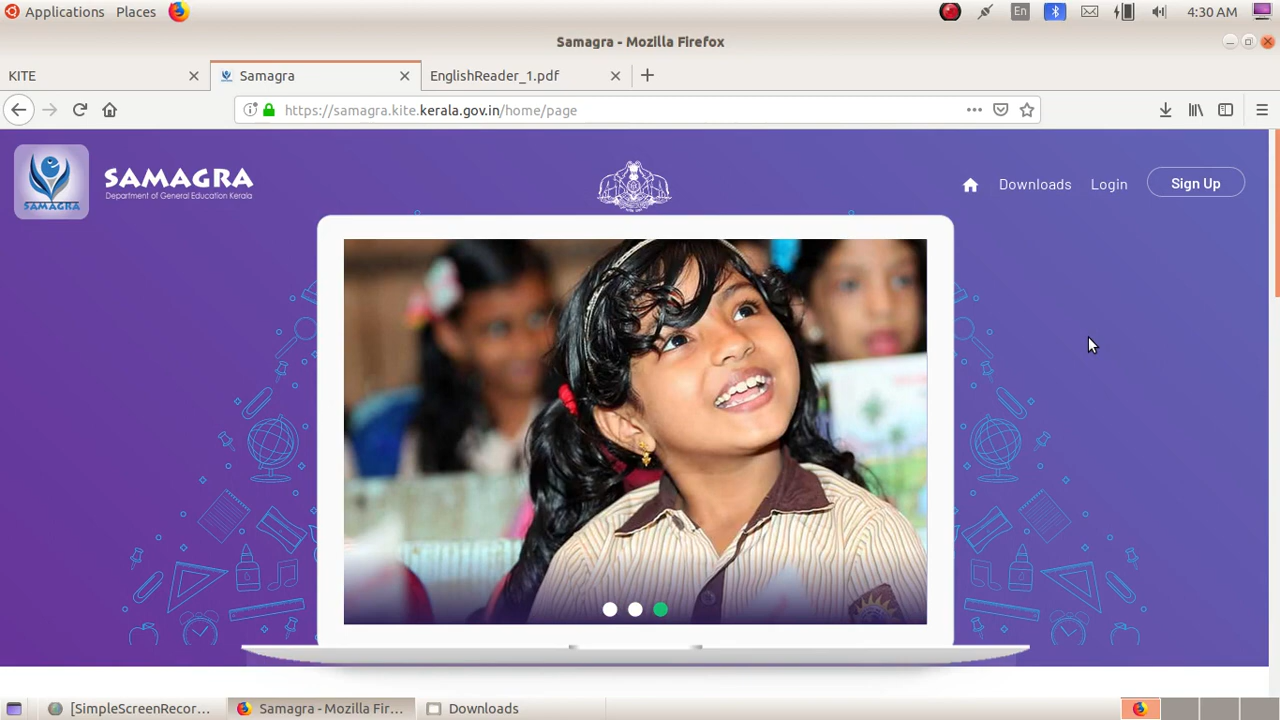 Applications Places En 4:30 AM
Samagra - Mozilla Firefox
KITE Samagra EnglishReader_1.pdf
https://samagra.kite.kerala.gov.in/home/page
SAMAGRA
Department of General Education Kerala
SAMAGRA
Downloads Login Sign Up
[SimpleScreenRecor... Samagra - Mozilla Fir... Downloads